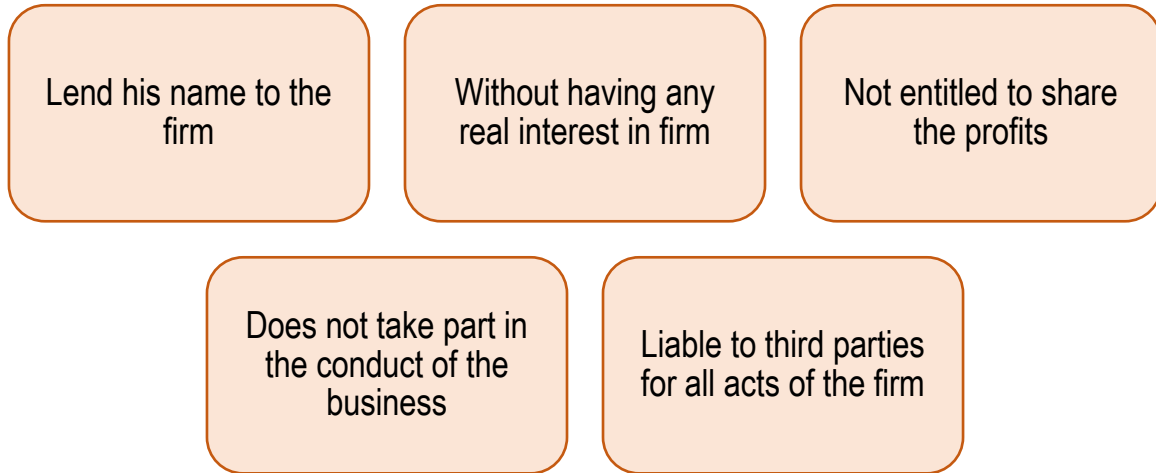 Lend his name to the
firm
Without having any
real interest in firm
Not entitled to share
the profits
Does not take part in
the conduct of the
business
Liable to third parties
for all acts of the firm